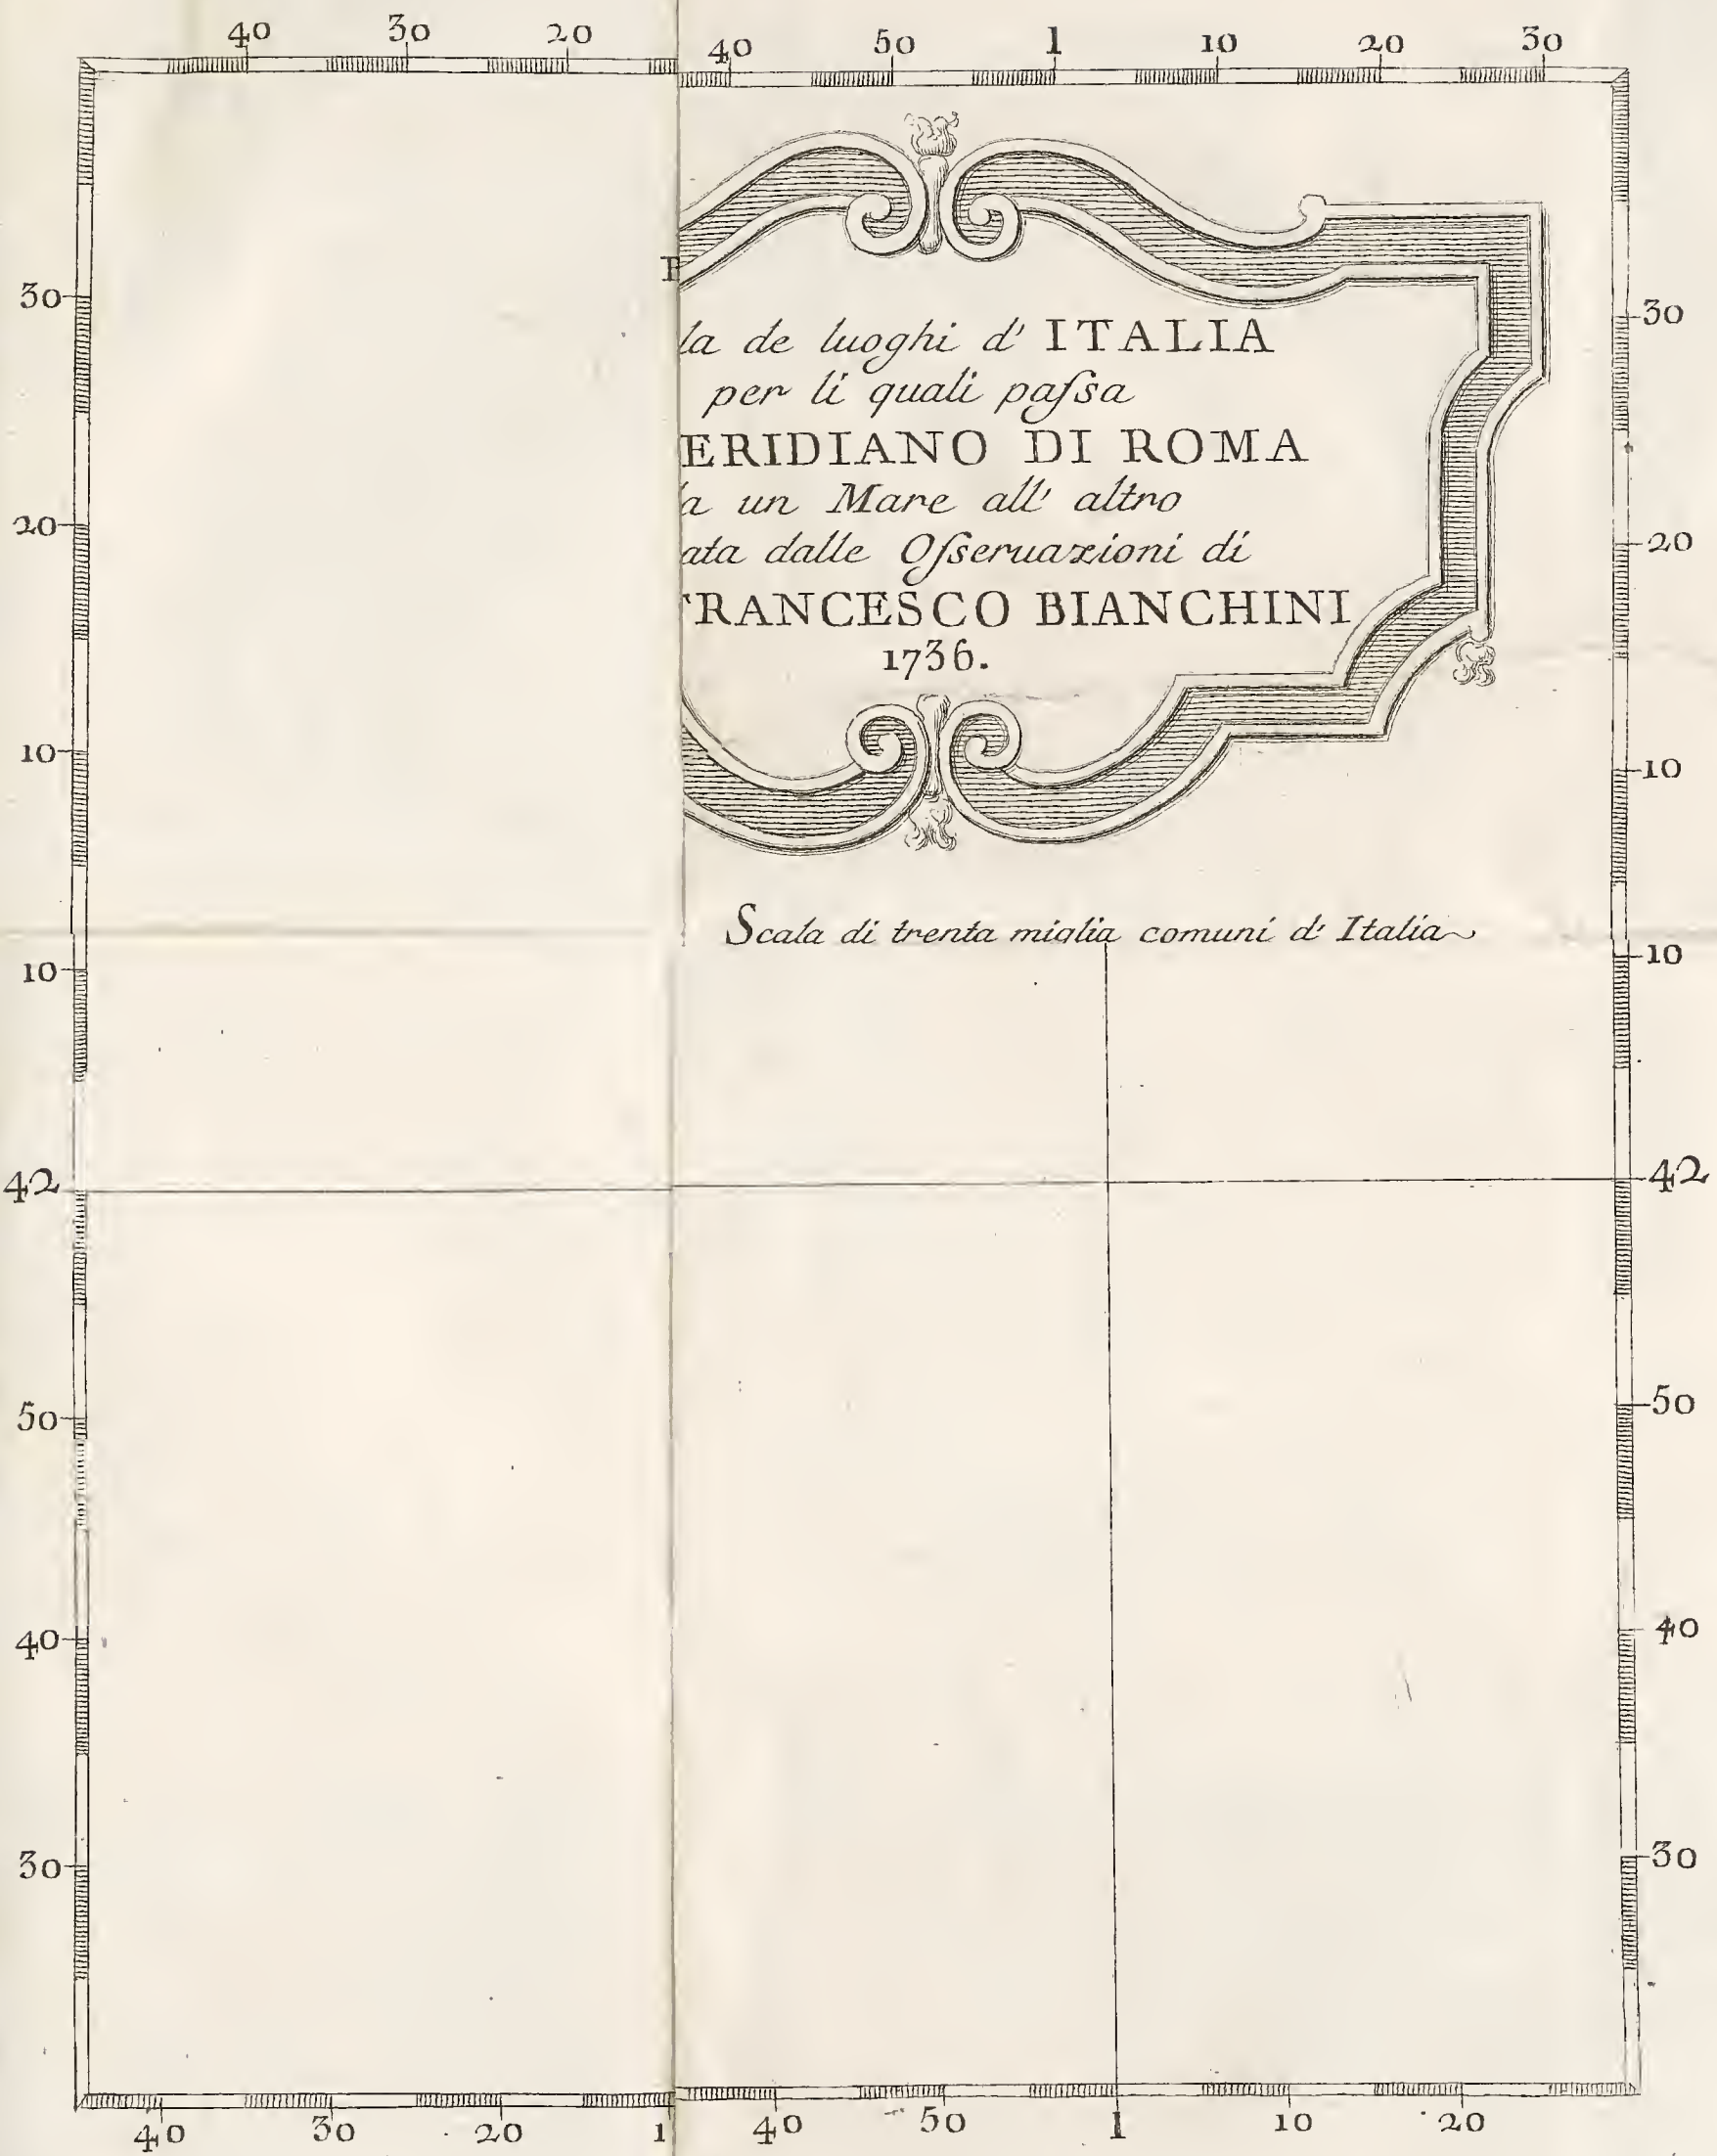 40 30 20 40 50 1 10 20 30
la de luoghi d' ITALIA
per li quali paſsa
ERIDIANO DI ROMA
a un Mare all' altro
ata dalle Oſseruazioni di
FRANCESCO BIANCHINI
1736.
Scala di trenta miglia comuni d' Italia
30 30
20 20
10 10
10 10
42 42
50 50
40 40
30 30
40 30 20 1 40 50 1 10 20